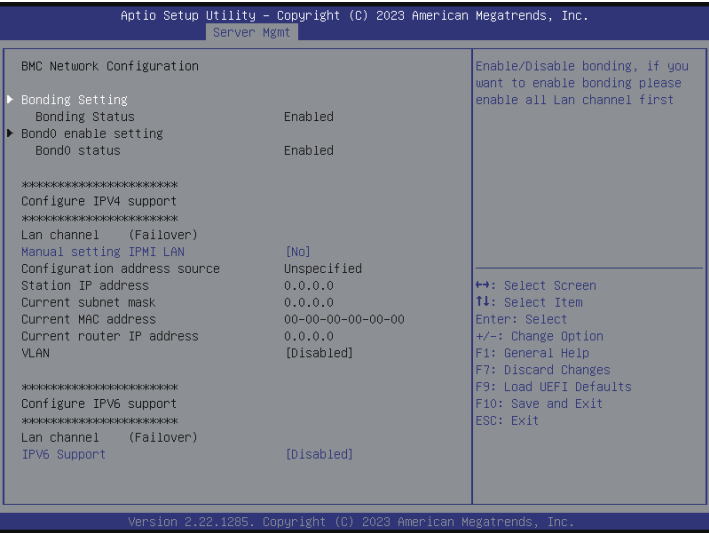 Aptio Setup Utility – Copyright (C) 2023 American Megatrends, Inc.
Server Mgmt
BMC Network Configuration
Bonding Setting
Bonding Status Enabled
Bond0 enable setting
Bond0 status Enabled
**********************
Configure IPV4 support
**********************
Lan channel (Failover)
Manual setting IPMI LAN [No]
Configuration address source Unspecified
Station IP address 0.0.0.0
Current subnet mask 0.0.0.0
Current MAC address 00-00-00-00-00-00
Current router IP address 0.0.0.0
VLAN [Disabled]
**********************
Configure IPV6 support
**********************
Lan channel (Failover)
IPV6 Support [Disabled]
Enable/Disable bonding, if you
want to enable bonding please
enable all Lan channel first
↔: Select Screen
↑↓: Select Item
Enter: Select
+/-: Change Option
F1: General Help
F7: Discard Changes
F9: Load UEFI Defaults
F10: Save and Exit
ESC: Exit
Version 2.22.1285. Copyright (C) 2023 American Megatrends, Inc.